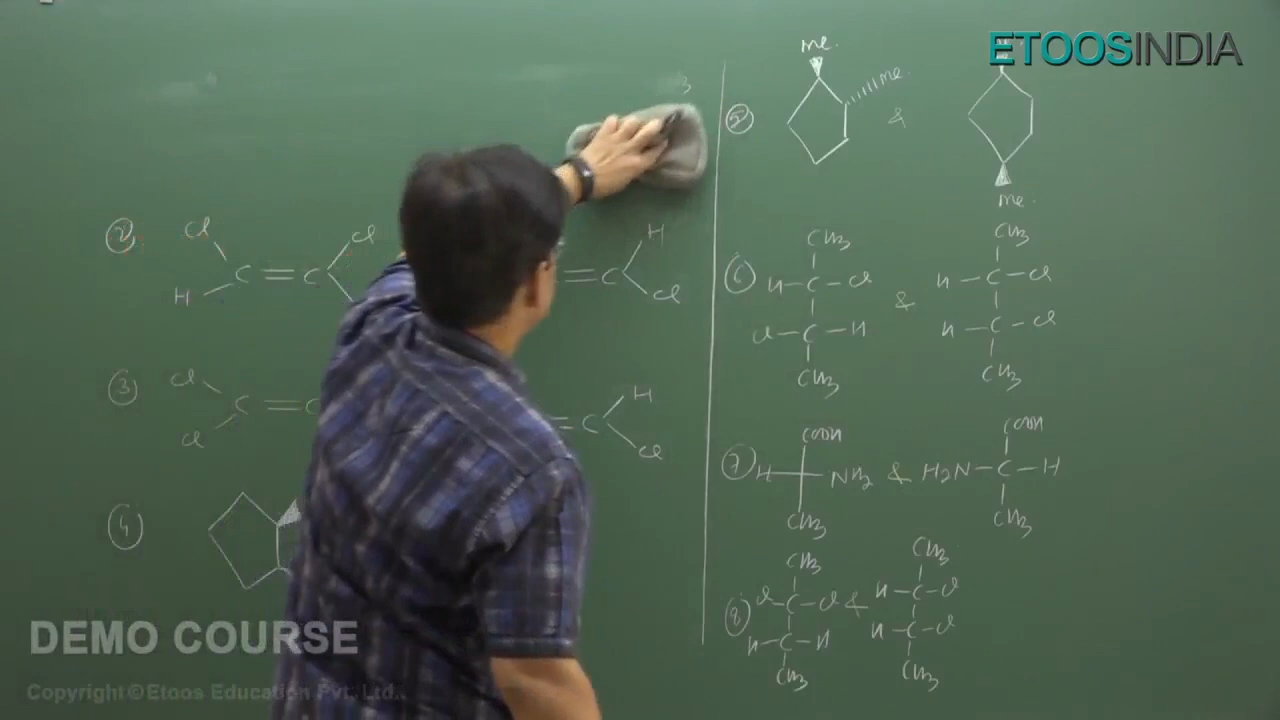 ETOOSINDIA
②
Cl
Cl
C = C
H
= C
H
Cl
③
Cl
C = C
Cl
= C
H
Cl
④
⑤
Me.
Me.
&
Me.
⑥
CH3
H - C - Cl
Cl - C - H
CH3
&
CH3
H - C - Cl
H - C - Cl
CH3
⑦
COOH
H NH2
CH3
&
COOH
H2N - C - H
CH3
⑧
CH3
Cl - C - Cl
H - C - H
CH3
&
CH3
H - C - Cl
H - C - Cl
CH3
DEMO COURSE
Copyright © Etoos Education Pvt. Ltd.